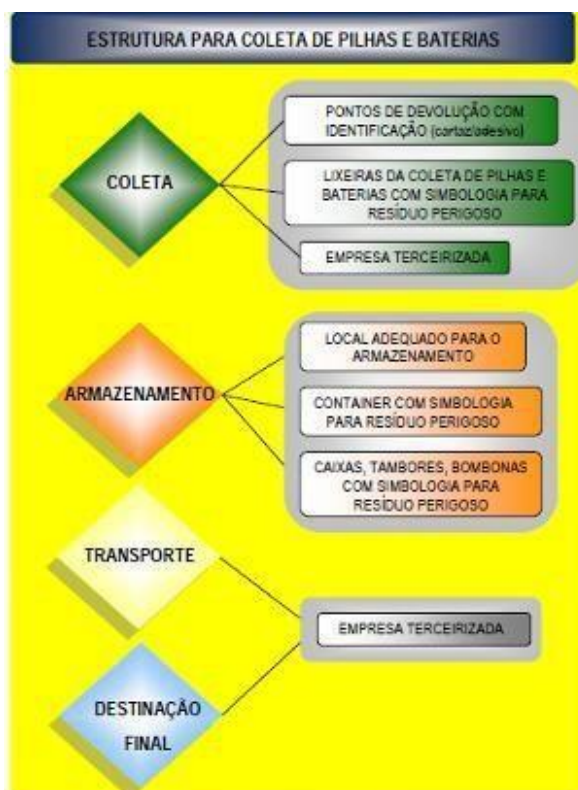 ESTRUTURA PARA COLETA DE PILHAS E BATERIAS
COLETA
PONTOS DE DEVOLUÇÃO COM
IDENTIFICAÇÃO (cartaz/adesivo)
LIXEIRAS DA COLETA DE PILHAS E
BATERIAS COM SIMBOLOGIA PARA
RESÍDUO PERIGOSO
EMPRESA TERCEIRIZADA
ARMAZENAMENTO
LOCAL ADEQUADO PARA O
ARMAZENAMENTO
CONTAINER COM SIMBOLOGIA
PARA RESÍDUO PERIGOSO
CAIXAS, TAMBORES, BOMBONAS
COM SIMBOLOGIA PARA
RESÍDUO PERIGOSO
TRANSPORTE
EMPRESA TERCEIRIZADA
DESTINAÇÃO
FINAL